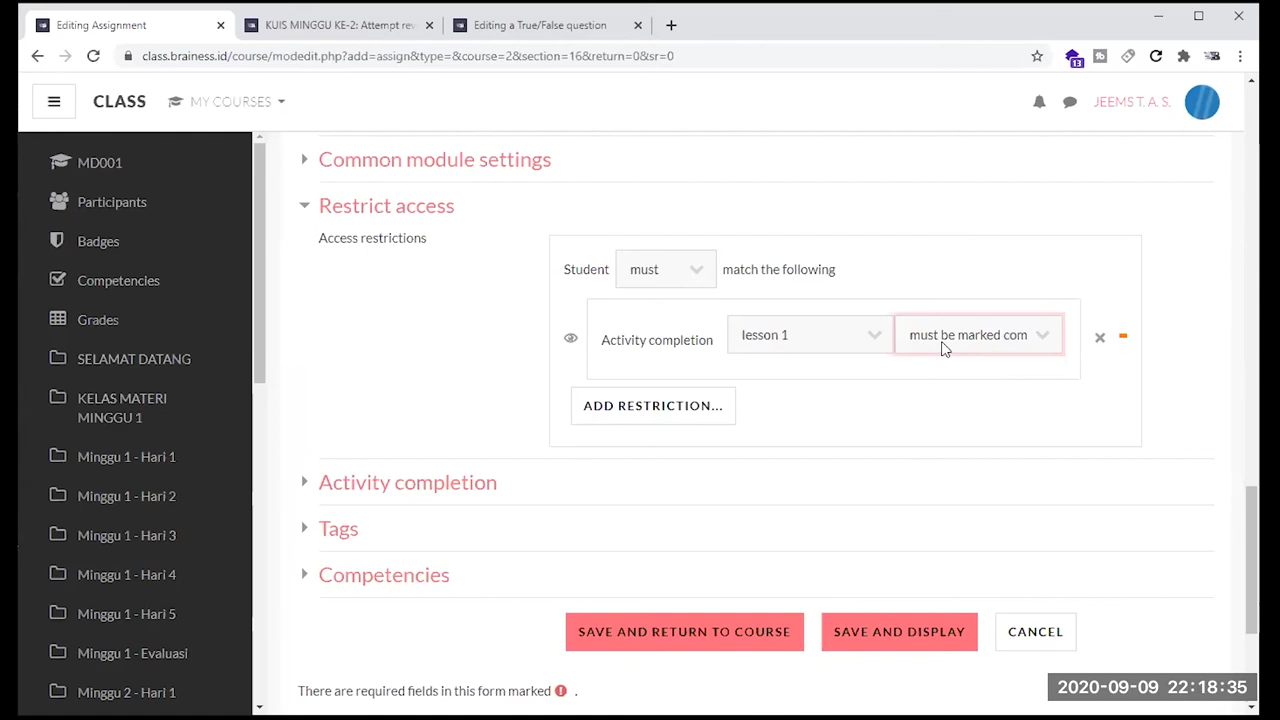 Editing Assignment
KUIS MINGGU KE-2: Attempt rev
Editing a True/False question
class.brainess.id/course/modedit.php?add=assign&type=&course=2&section=16&return=0&sr=0
13
CLASS
MY COURSES
JEEMS T. A. S.
MD001
Participants
Badges
Competencies
Grades
SELAMAT DATANG
KELAS MATERI
MINGGU 1
Minggu 1 - Hari 1
Minggu 1 - Hari 2
Minggu 1 - Hari 3
Minggu 1 - Hari 4
Minggu 1 - Hari 5
Minggu 1 - Evaluasi
Minggu 2 - Hari 1
Common module settings
Restrict access
Access restrictions
Student must match the following
Activity completion lesson 1 must be marked com
ADD RESTRICTION...
Activity completion
Tags
Competencies
SAVE AND RETURN TO COURSE
SAVE AND DISPLAY
CANCEL
There are required fields in this form marked .
2020-09-09 22:18:35